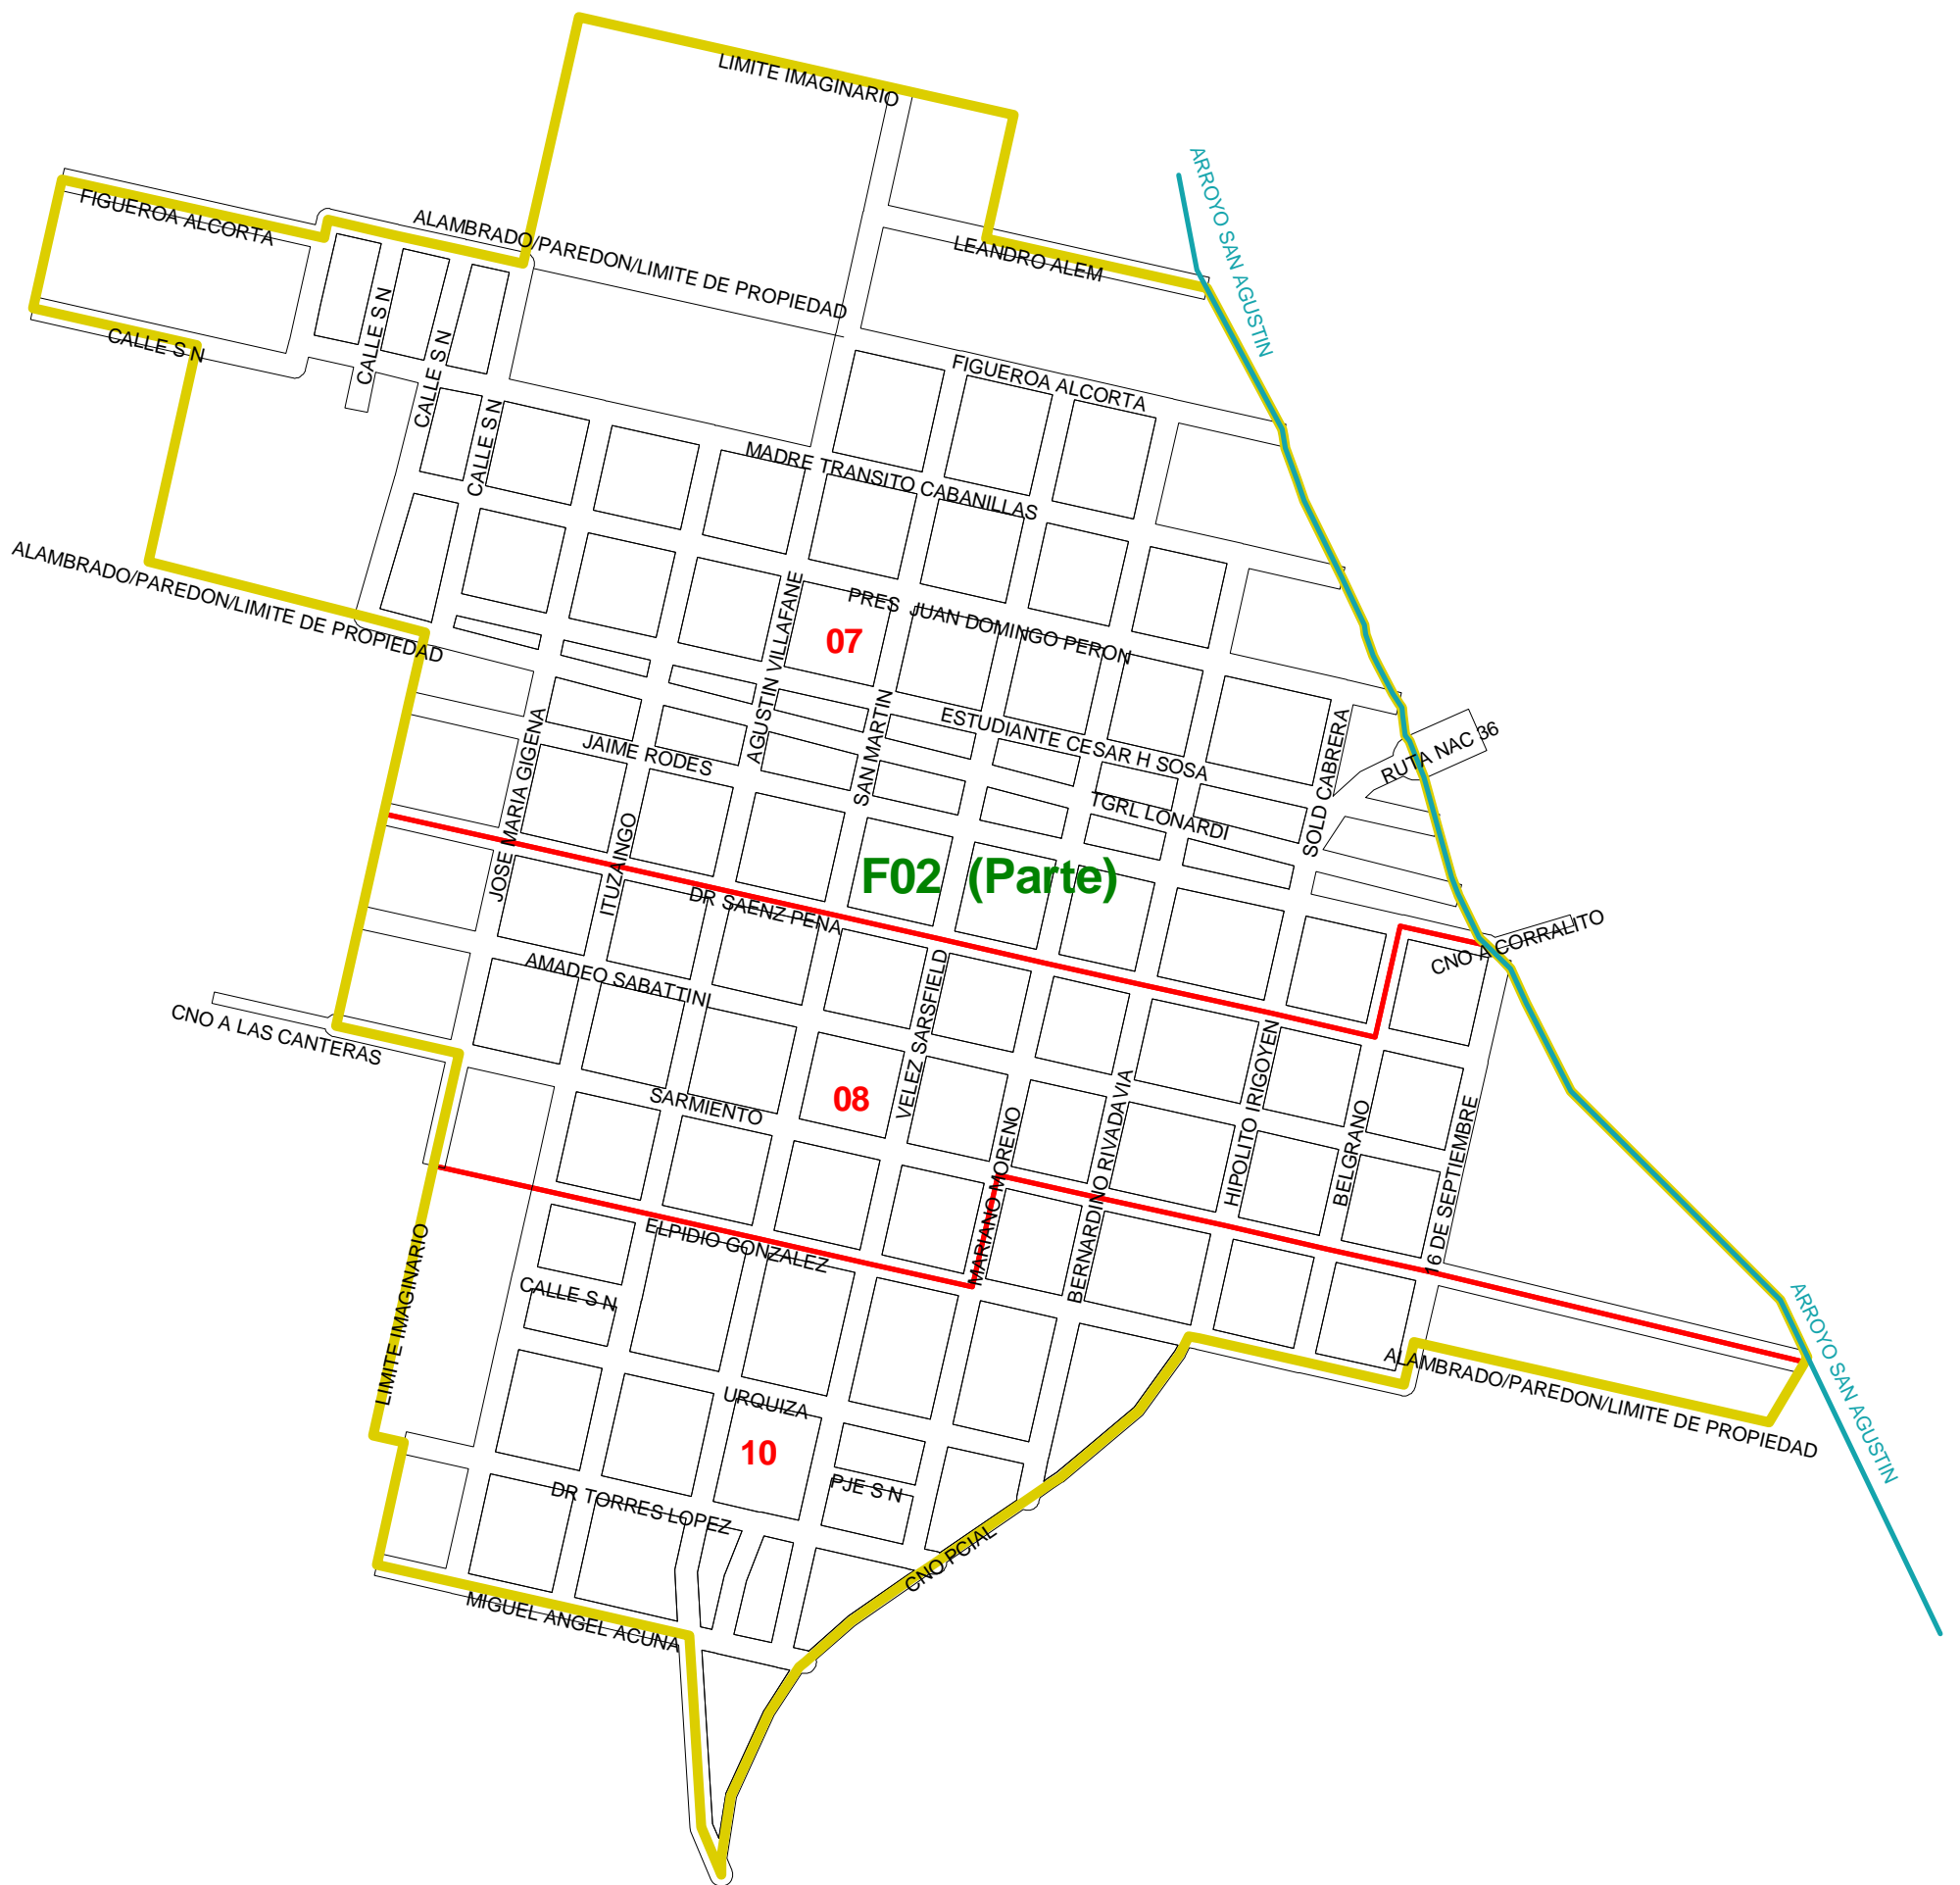 LIMITE IMAGINARIO
ARROYO SAN AGUSTIN
FIGUEROA ALCORTA
ALAMBRADO/PAREDON/LIMITE DE PROPIEDAD
LEANDRO ALEM
CALLE S N
CALLE S N
CALLE S N
CALLE S N
FIGUEROA ALCORTA
MADRE TRANSITO CABANILLAS
ALAMBRADO/PAREDON/LIMITE DE PROPIEDAD
AGUSTIN VILLAFANE
PRES JUAN DOMINGO PERON
07
JOSE MARIA GIGENA
JAIME RODES
SAN MARTIN
ESTUDIANTE CESAR H SOSA
SOLD CABRERA
RUTA NAC 36
TGRL LONARDI
ITUZAINGO
F02 (Parte)
DR SAENZ PENA
CNO A CORRALITO
AMADEO SABATTINI
VELEZ SARSFIELD
CNO A LAS CANTERAS
SARMIENTO
08
MARIANO MORENO
BERNARDINO RIVADAVIA
HIPOLITO IRIGOYEN
BELGRANO
16 DE SEPTIEMBRE
LIMITE IMAGINARIO
ELPIDIO GONZALEZ
CALLE S N
ALAMBRADO/PAREDON/LIMITE DE PROPIEDAD
ARROYO SAN AGUSTIN
URQUIZA
10
PJE S N
DR TORRES LOPEZ
CNO PCIAL
MIGUEL ANGEL ACUNA